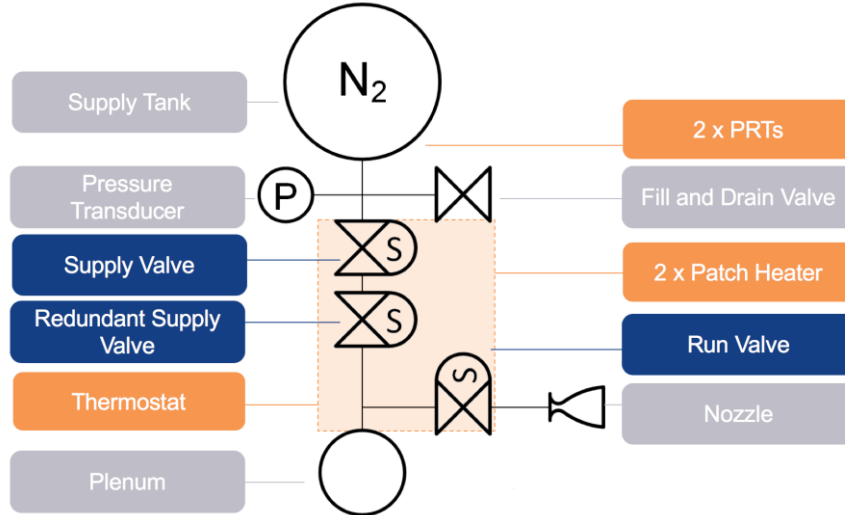 N₂
Supply Tank
2 x PRTs
Pressure
Transducer
P
Fill and Drain Valve
Supply Valve
S
2 x Patch Heater
Redundant Supply
Valve
S
Run Valve
S
Thermostat
Nozzle
Plenum